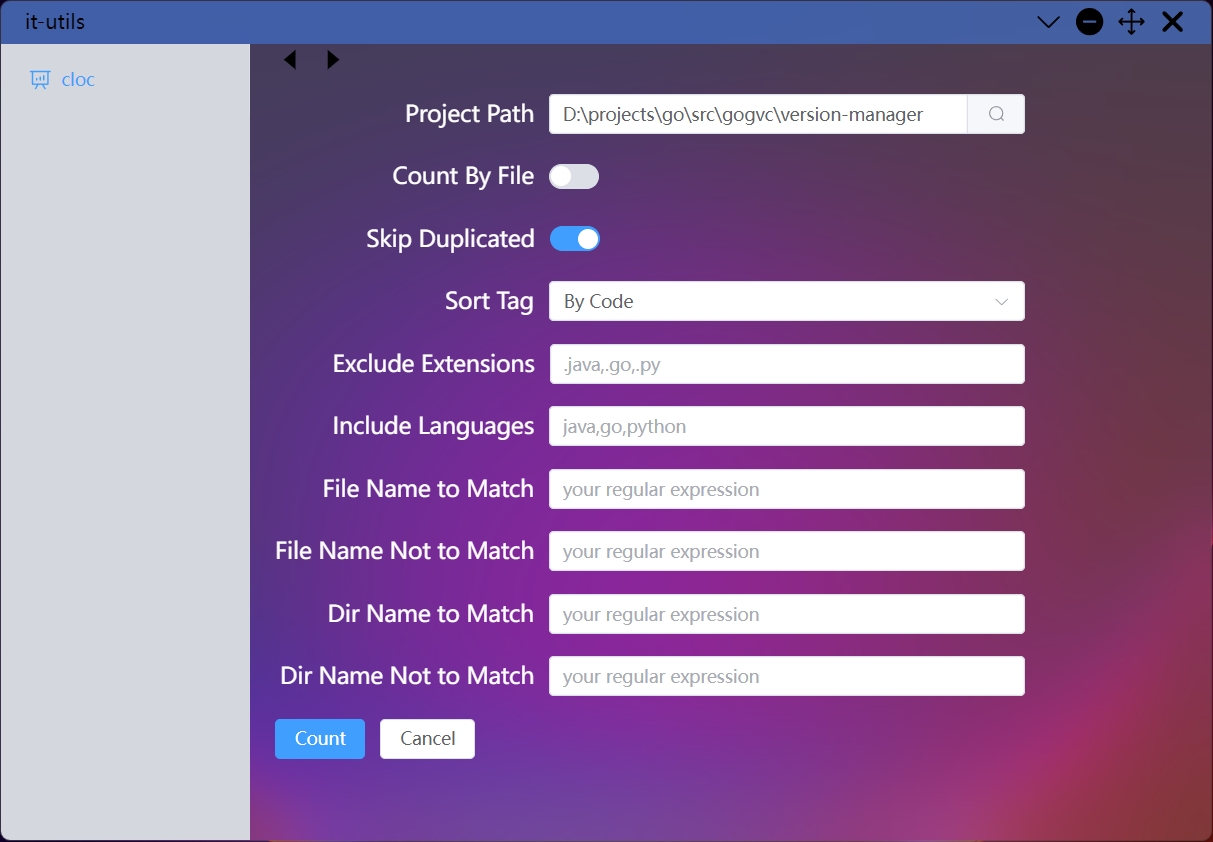 it-utils
cloc
Project Path D:\projects\go\src\gogvc\version-manager
Count By File
Skip Duplicated
Sort Tag By Code
Exclude Extensions .java,.go,.py
Include Languages java,go,python
File Name to Match your regular expression
File Name Not to Match your regular expression
Dir Name to Match your regular expression
Dir Name Not to Match your regular expression
Count Cancel